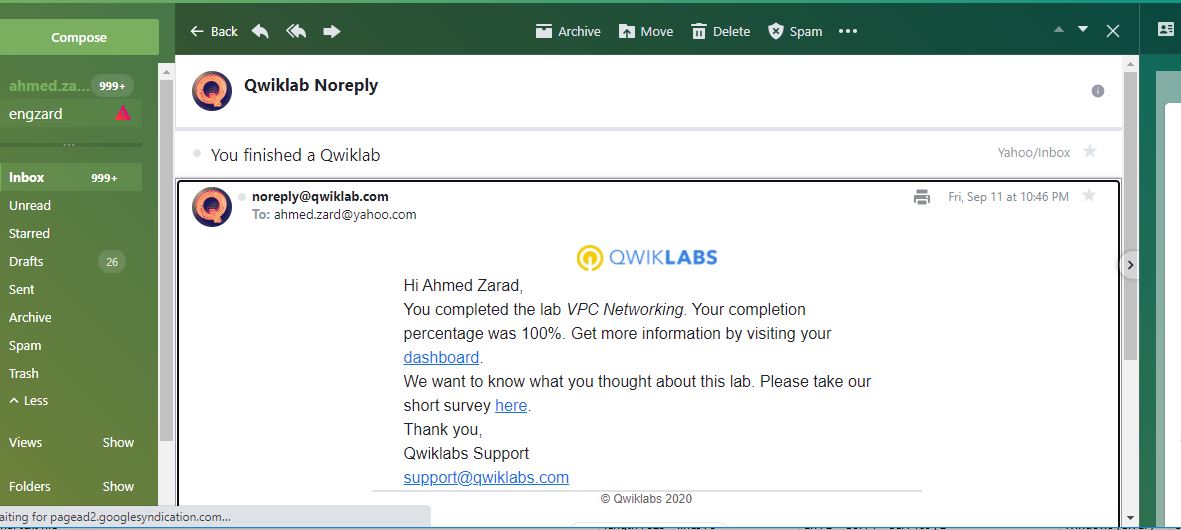 Compose
Back
Archive
Move
Delete
Spam
ahmed.za... 999+
engzard
Inbox 999+
Unread
Starred
Drafts 26
Sent
Archive
Spam
Trash
Less
Views Show
Folders Show
aiting for pagead2.googlesyndication.com...
Qwiklab Noreply
You finished a Qwiklab Yahoo/Inbox
noreply@qwiklab.com Fri, Sep 11 at 10:46 PM
To: ahmed.zard@yahoo.com
QWIKLABS
Hi Ahmed Zarad,
You completed the lab VPC Networking. Your completion
percentage was 100%. Get more information by visiting your
dashboard.
We want to know what you thought about this lab. Please take our
short survey here.
Thank you,
Qwiklabs Support
support@qwiklabs.com
© Qwiklabs 2020